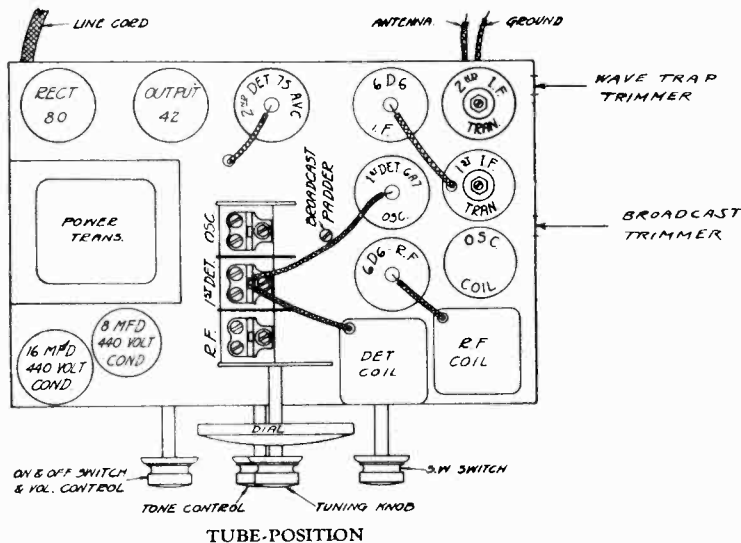 LINE CORD
ANTENNA
GROUND
RECT
80
OUTPUT
42
2ND DET 75 AVC
6D6
I.F.
2ND I.F.
TRAN.
WAVE TRAP
TRIMMER
1ST DET 6A7
OSC.
1ST I.F.
TRAN
BROADCAST
PADDER
POWER
TRANS.
OSC
1ST DET.
R.F.
6D6-R.F
OSC.
COIL
BROADCAST
TRIMMER
8 MFD
440 VOLT
COND
16 MFD
440 VOLT
COND
DET
COIL
R.F
COIL
DIAL
ON & OFF SWITCH
& VOL. CONTROL
TONE CONTROL
TUNING KNOB
S.W SWITCH
TUBE-POSITION